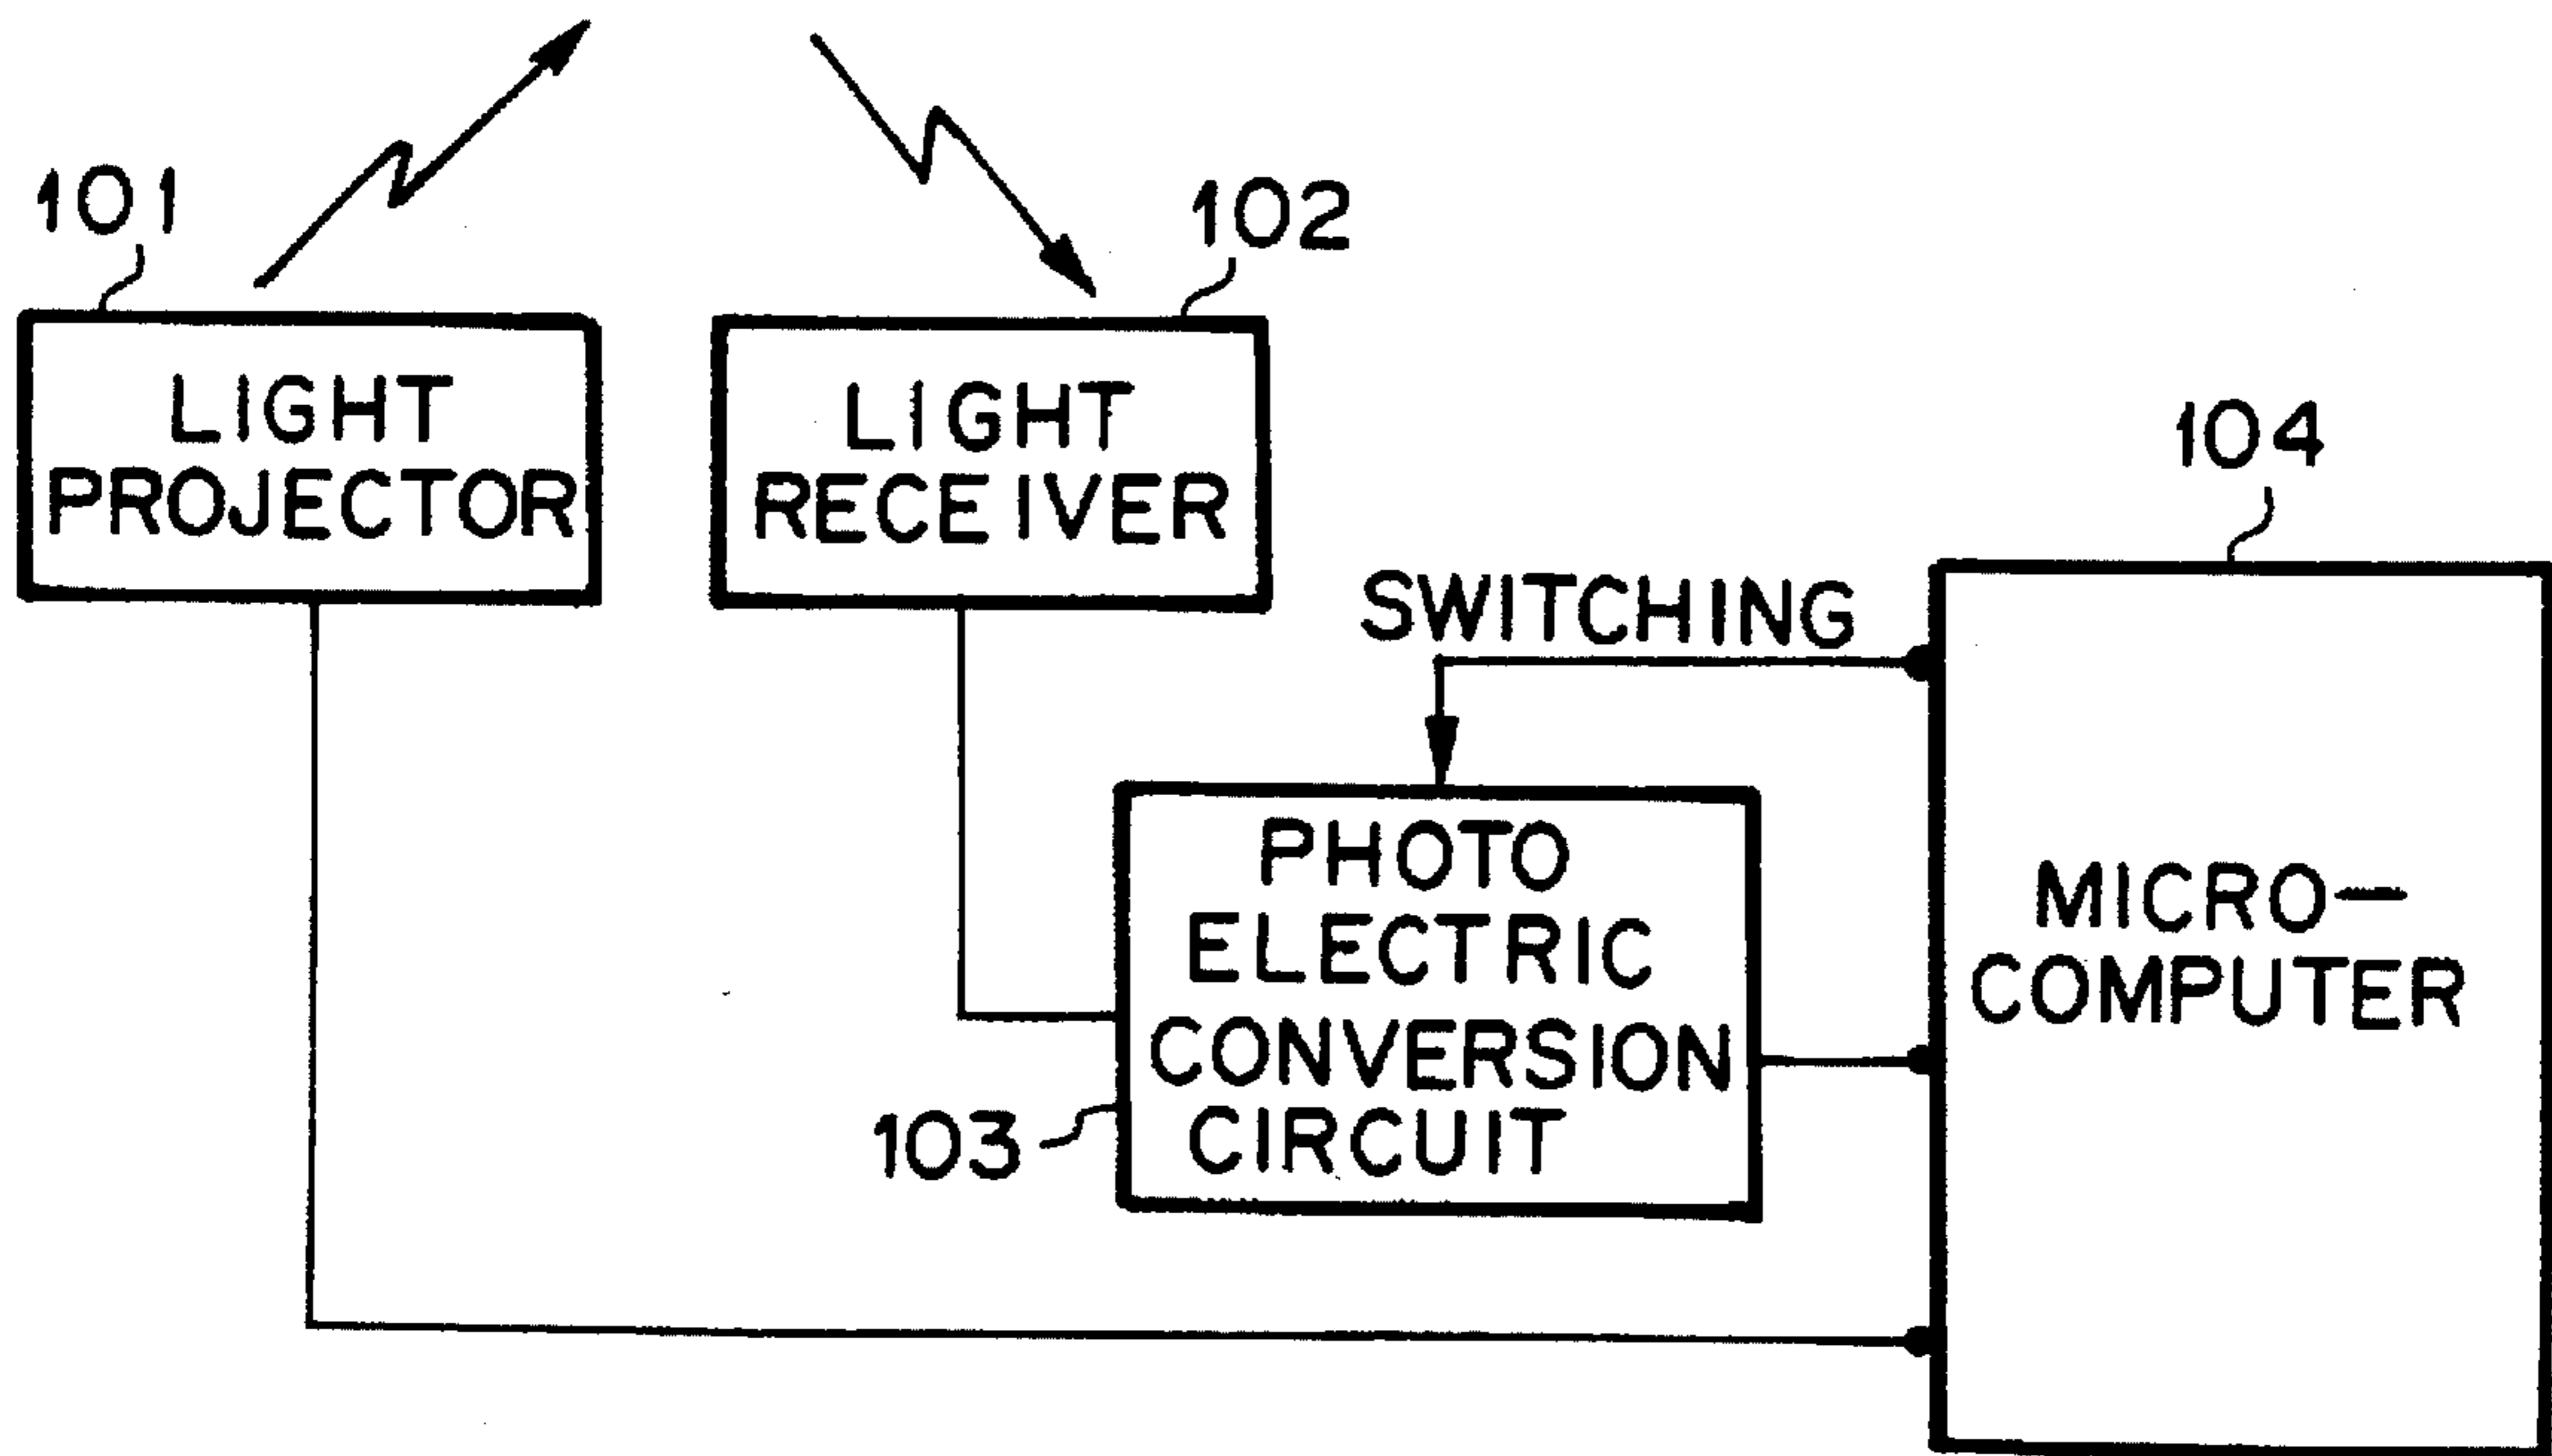 101
102
LIGHT
PROJECTOR
LIGHT
RECEIVER
104
SWITCHING
PHOTO
ELECTRIC
CONVERSION
CIRCUIT
103
MICRO-
COMPUTER